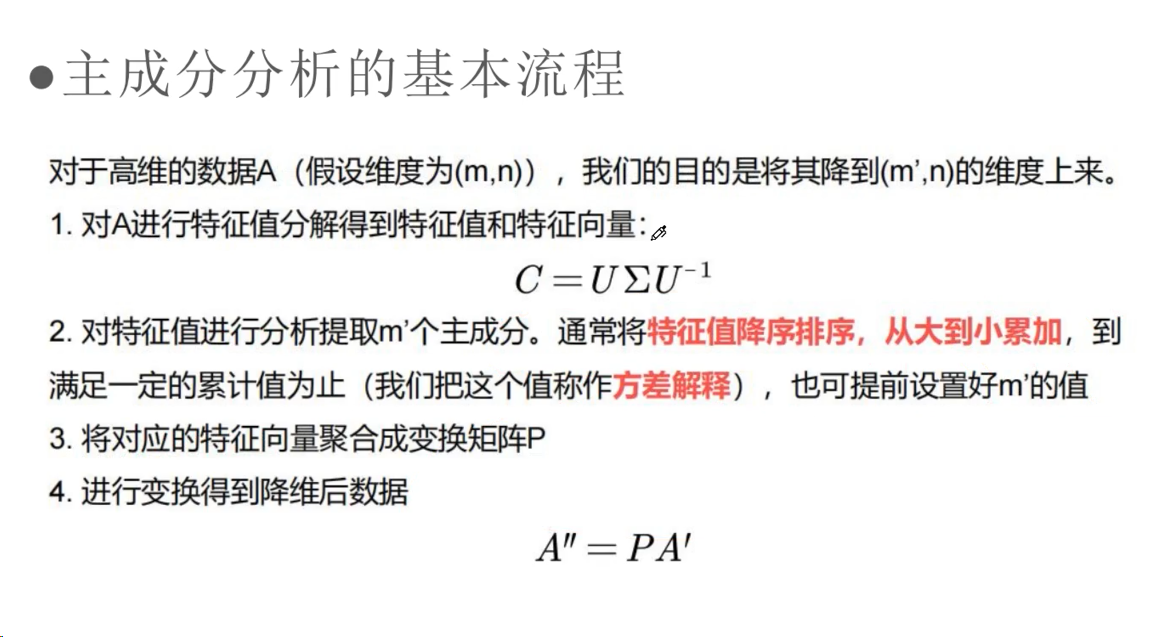 ●主成分分析的基本流程
对于高维的数据A（假设维度为(m,n)），我们的目的是将其降到(m’,n)的维度上来。
1. 对A进行特征值分解得到特征值和特征向量：
C = UΣU⁻¹
2. 对特征值进行分析提取m’个主成分。通常将特征值降序排序，从大到小累加，到
满足一定的累计值为止（我们把这个值称作方差解释），也可提前设置好m’的值
3. 将对应的特征向量聚合成变换矩阵P
4. 进行变换得到降维后数据
A″ = PA′